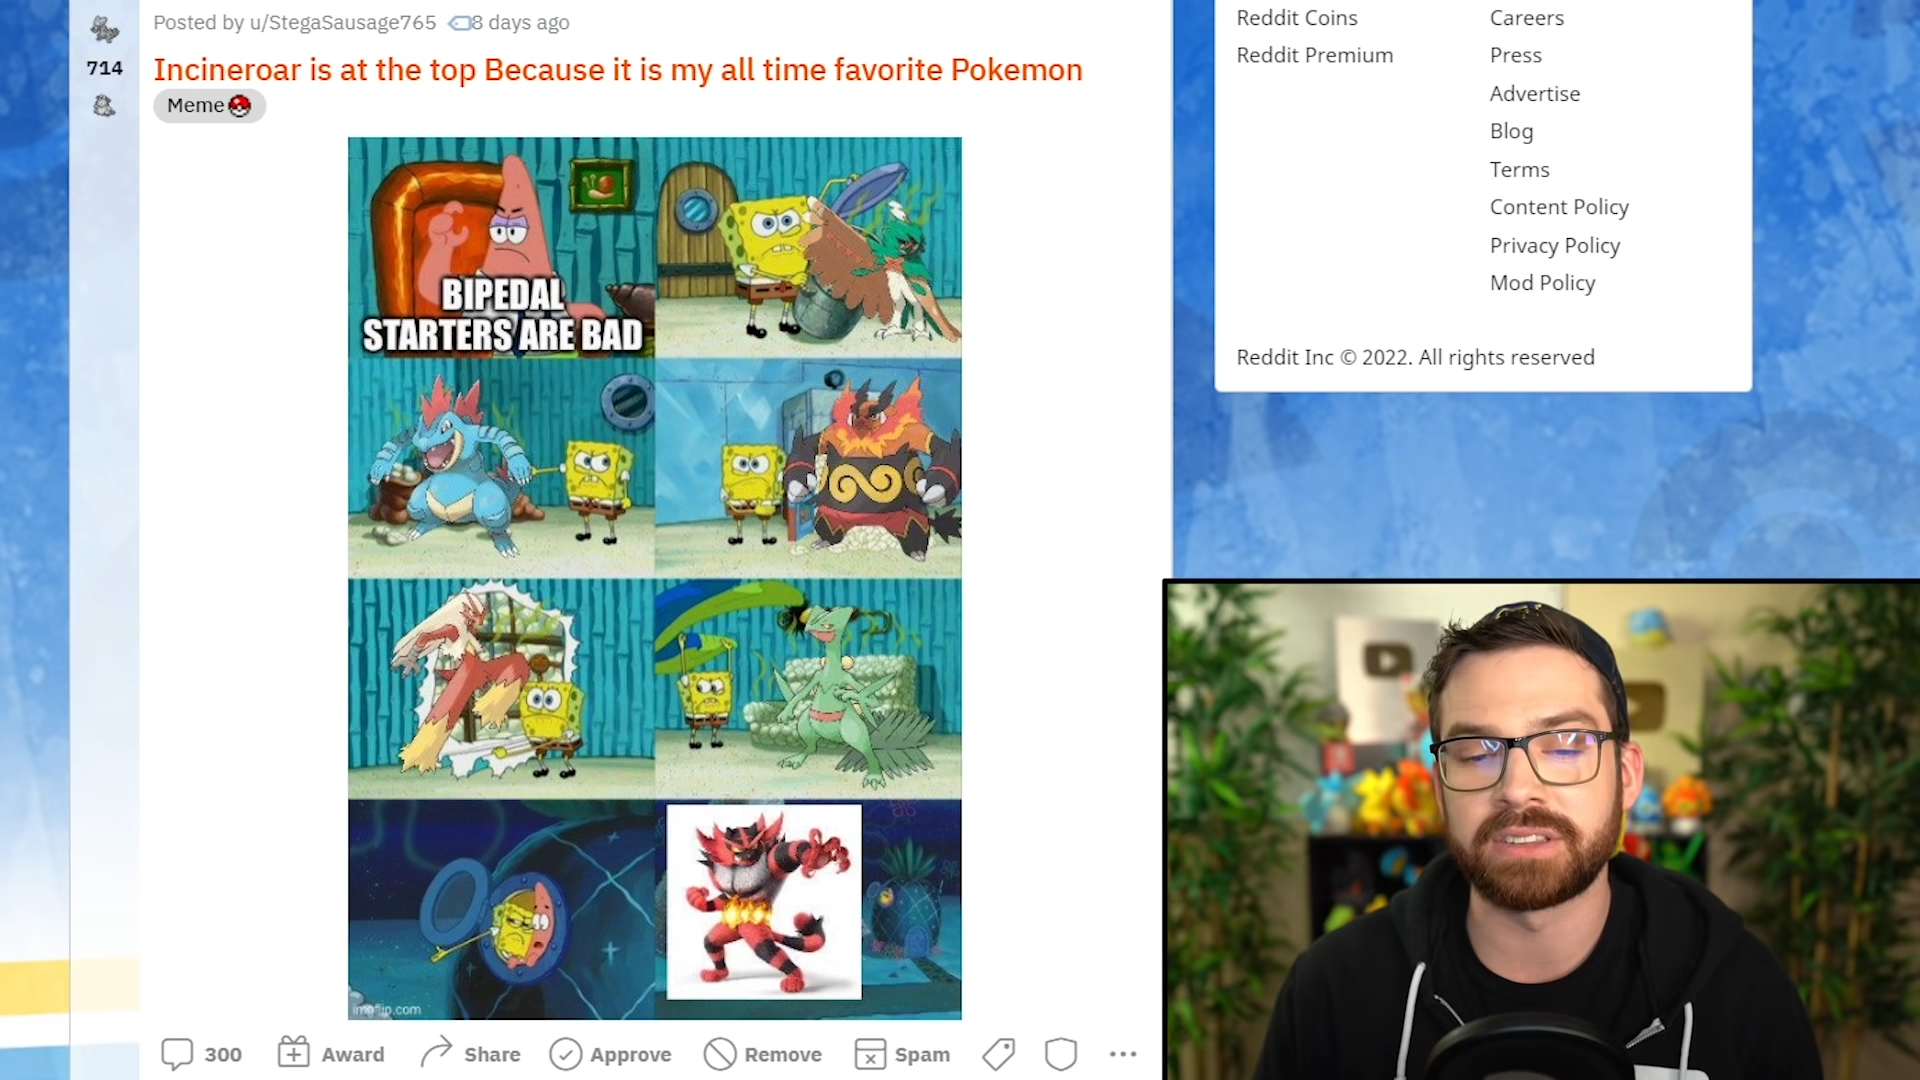 Posted by u/StegaSausage765 8 days ago
714
Incineroar is at the top Because it is my all time favorite Pokemon
Meme
BIPEDAL
STARTERS ARE BAD
imgflip.com
300 Award Share Approve Remove Spam
Reddit Coins
Reddit Premium
Careers
Press
Advertise
Blog
Terms
Content Policy
Privacy Policy
Mod Policy
Reddit Inc © 2022. All rights reserved